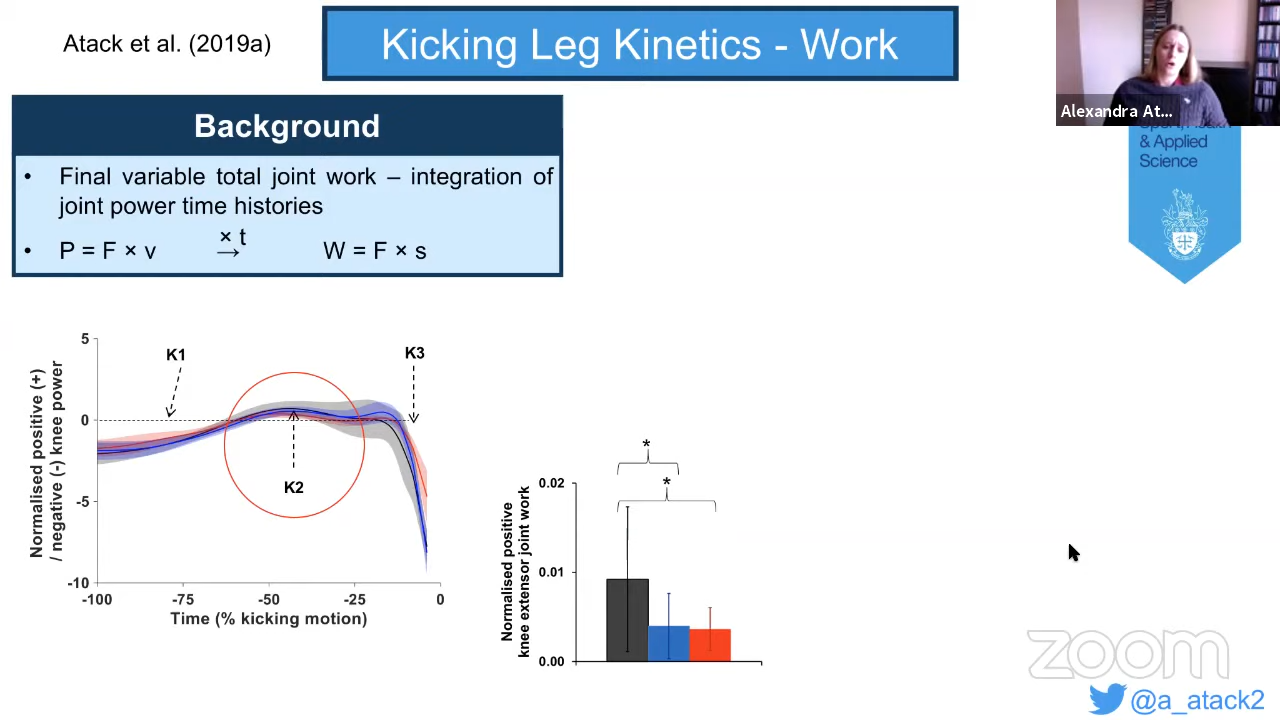 Atack et al. (2019a)
Kicking Leg Kinetics - Work
Alexandra At...
& Applied
Science
Background
• Final variable total joint work – integration of
joint power time histories
× t
• P = F × v → W = F × s
Normalised positive (+)
/ negative (-) knee power
5
0
-5
-10
K1
K3
K2
-100 -75 -50 -25 0
Time (% kicking motion)
Normalised positive
knee extensor joint work
*
*
0.02
0.01
0.00
zoom
@a_atack2